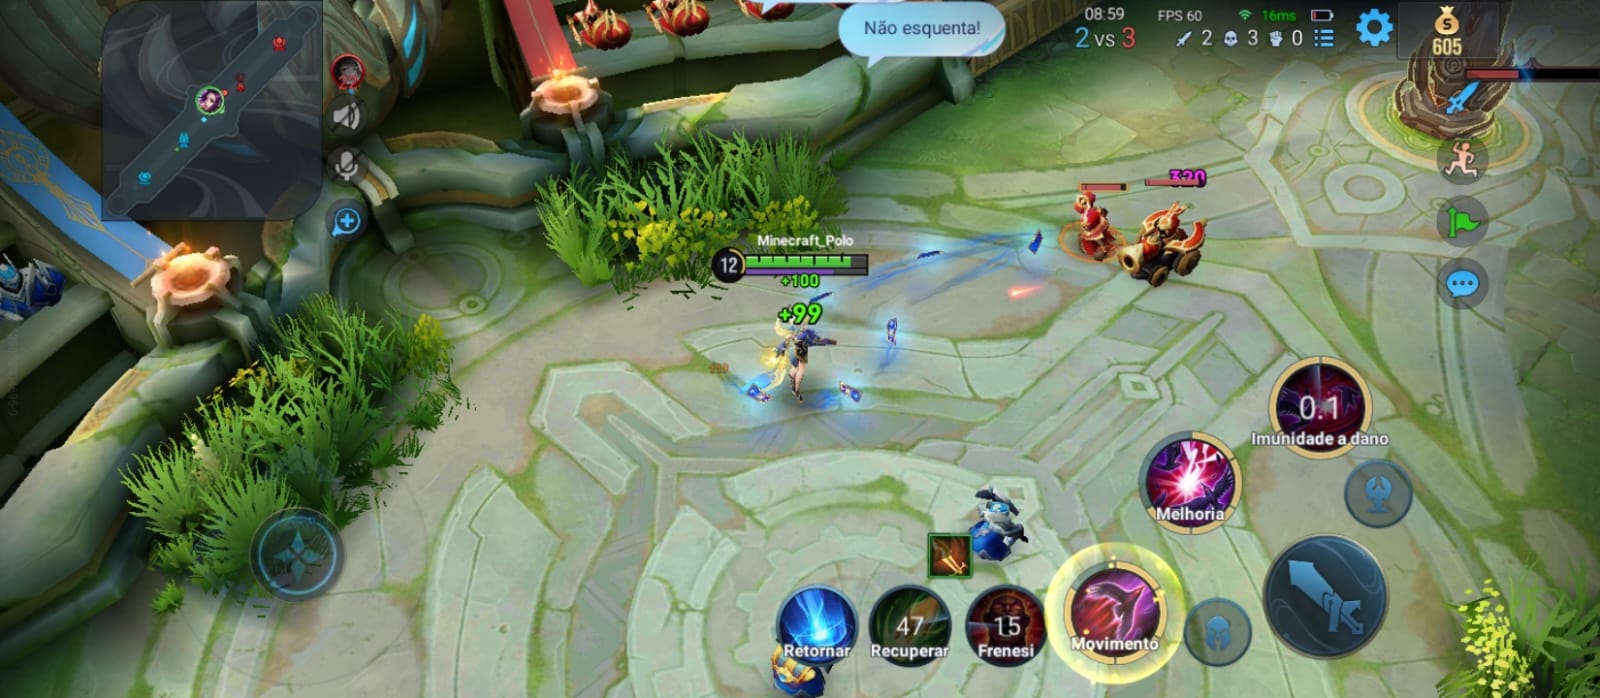 Não esquenta!
08:59
FPS 60
16ms
2 vs 3
2
3
0
605
320
Minecraft_Polo
12
+100
+99
0.1
Imunidade a dano
Melhoria
Movimento
Retornar
47
Recuperar
15
Frenesi